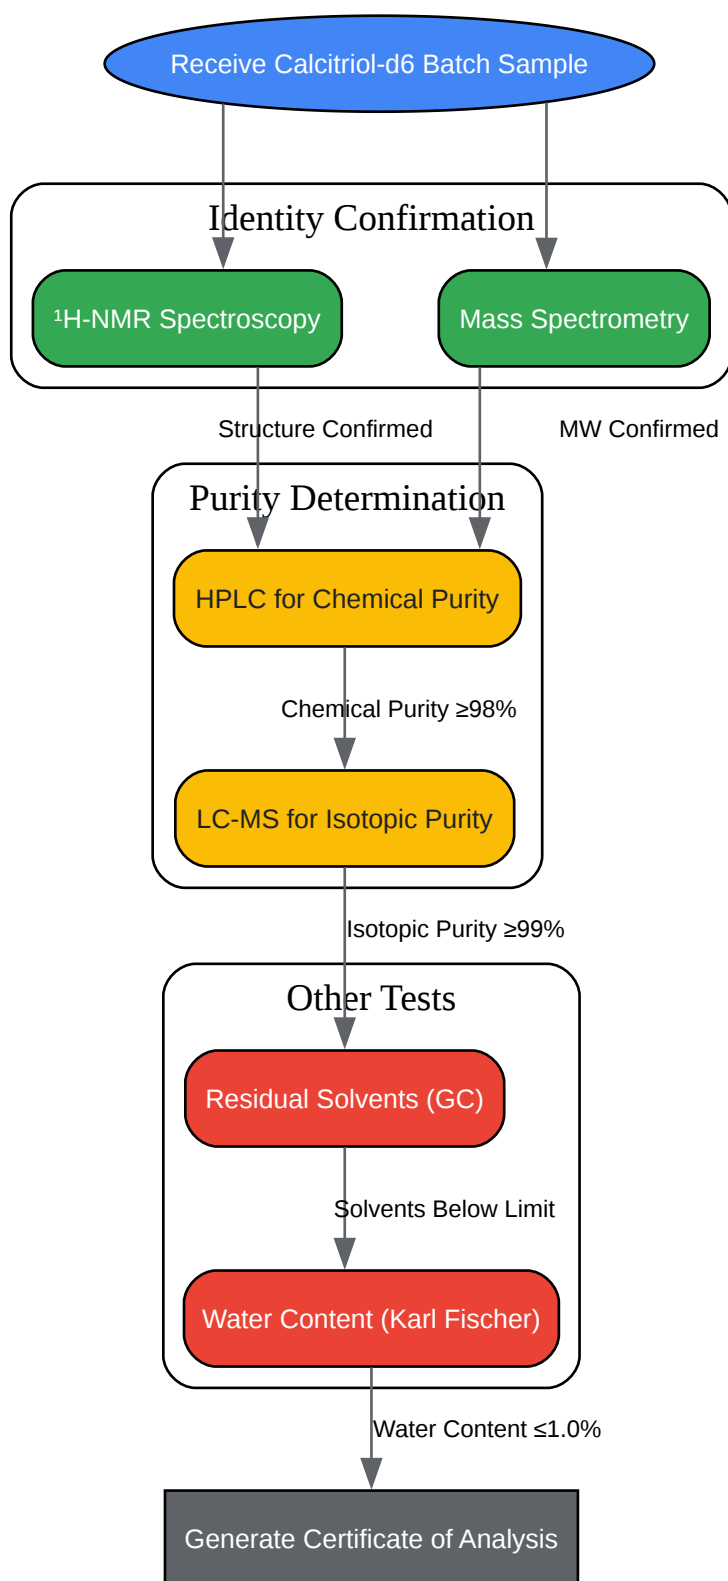 Receive Calcitriol-d6 Batch Sample
Identity Confirmation
¹H-NMR Spectroscopy
Mass Spectrometry
Structure Confirmed
MW Confirmed
Purity Determination
HPLC for Chemical Purity
Chemical Purity ≥98%
LC-MS for Isotopic Purity
Isotopic Purity ≥99%
Other Tests
Residual Solvents (GC)
Solvents Below Limit
Water Content (Karl Fischer)
Water Content ≤1.0%
Generate Certificate of Analysis